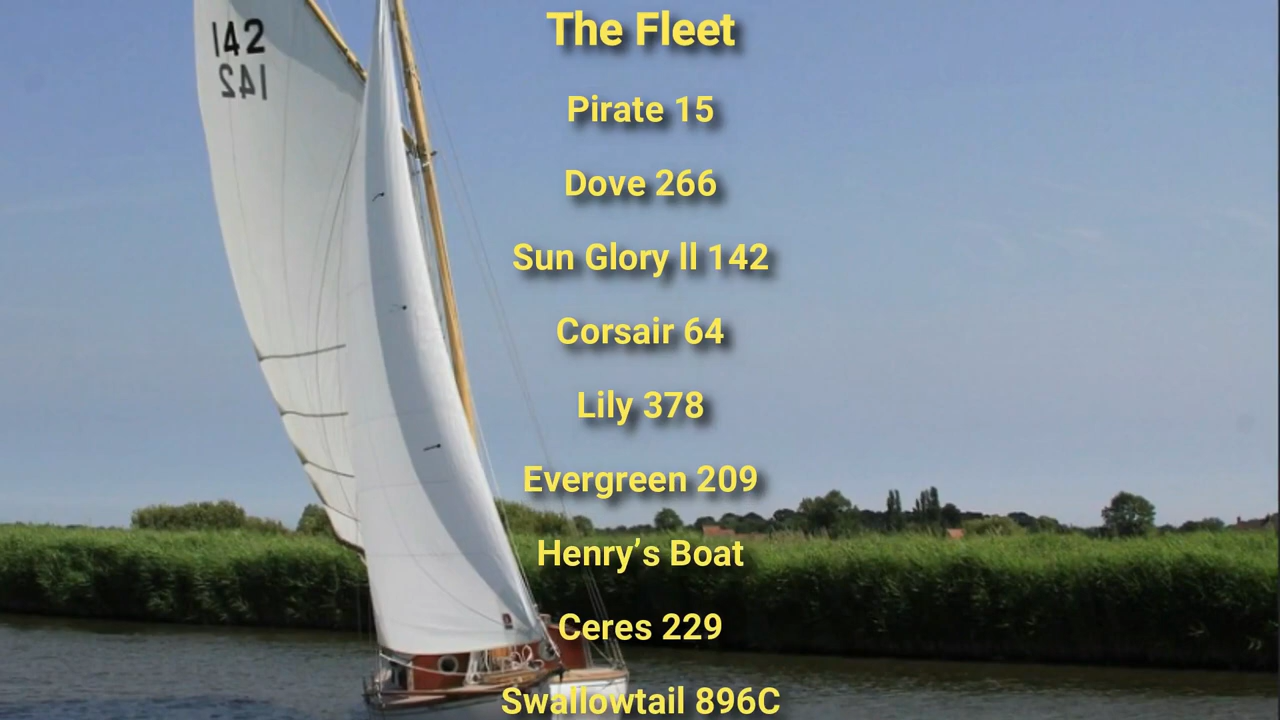 The Fleet
142
142
Pirate 15
Dove 266
Sun Glory ll 142
Corsair 64
Lily 378
Evergreen 209
Henry’s Boat
Ceres 229
Swallowtail 896C